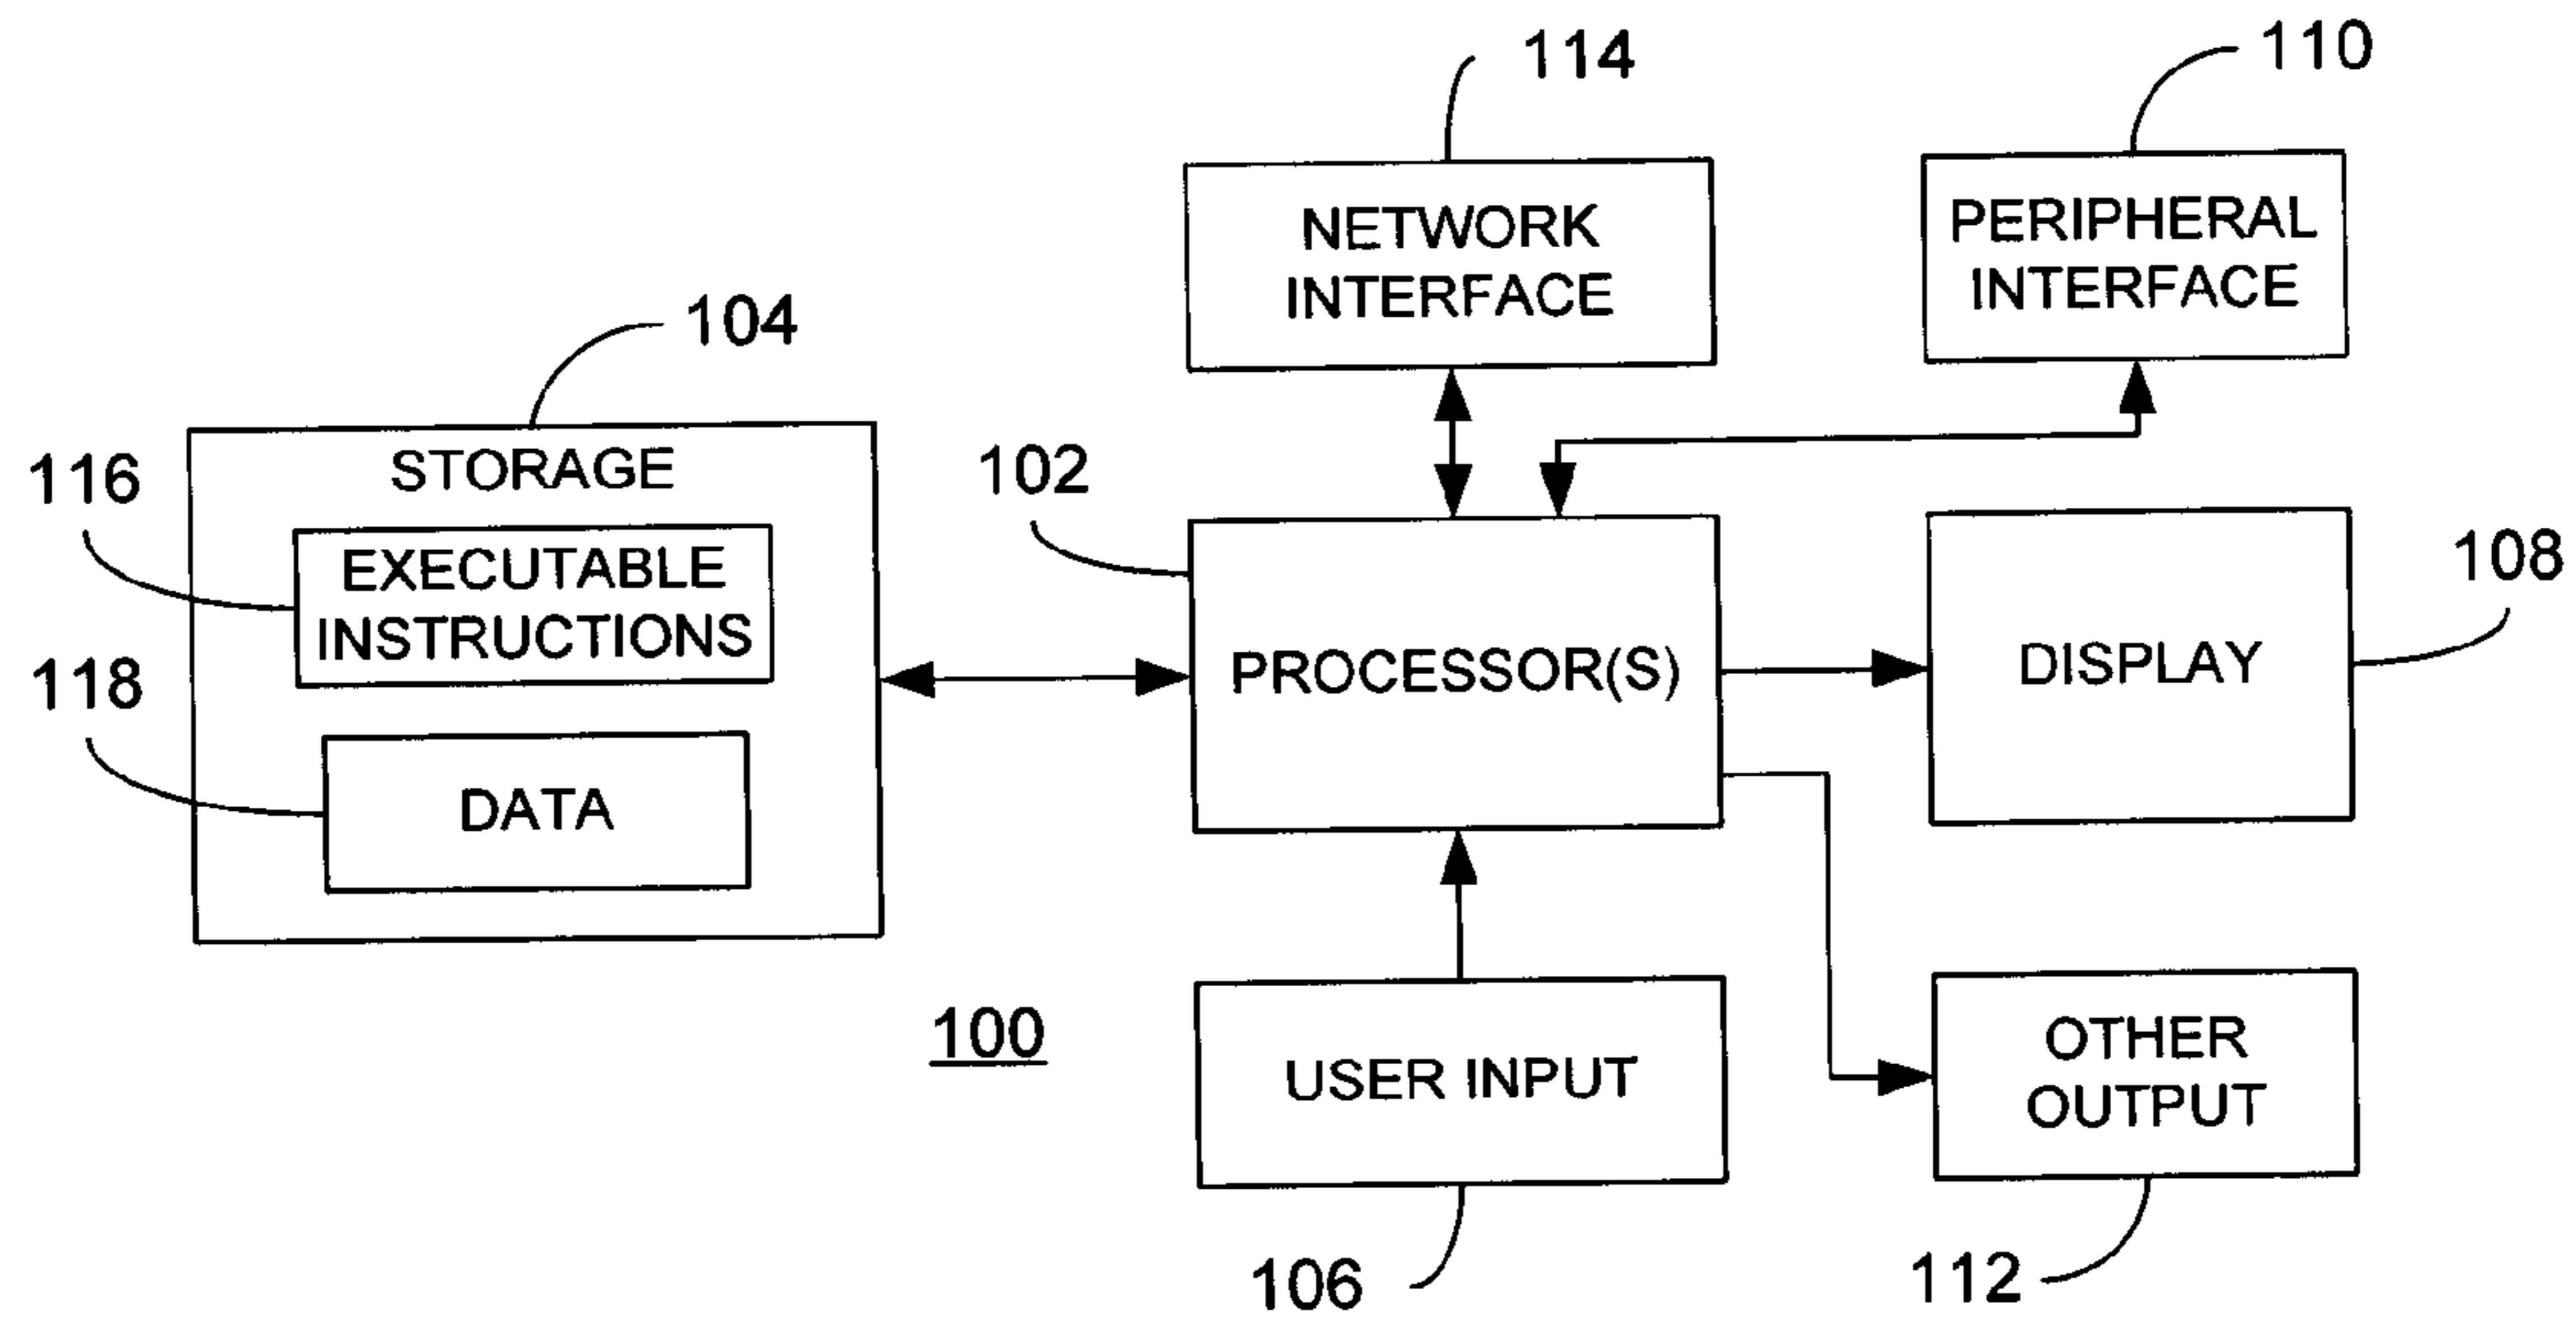 114
110
NETWORK
INTERFACE
PERIPHERAL
INTERFACE
104
STORAGE
116
EXECUTABLE
INSTRUCTIONS
118
DATA
102
PROCESSOR(S)
DISPLAY
108
100
USER INPUT
106
OTHER
OUTPUT
112